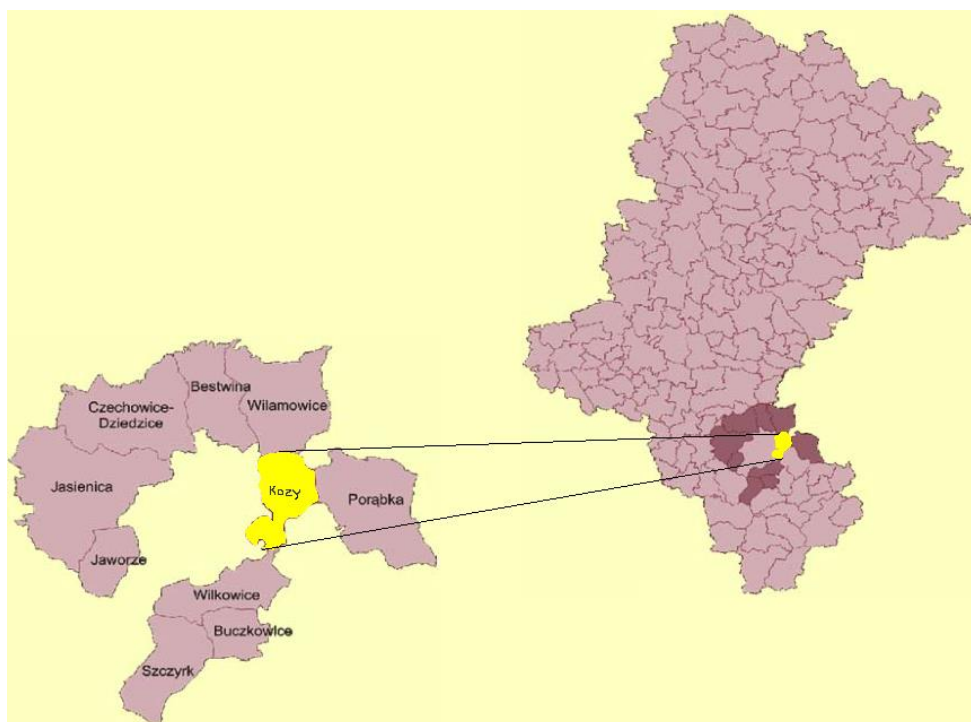 Bestwina
Wilamowice
Czechowice-
Dziedzice
Jasienica
Kozy
Porąbka
Jaworze
Wilkowice
Buczkowice
Szczyrk